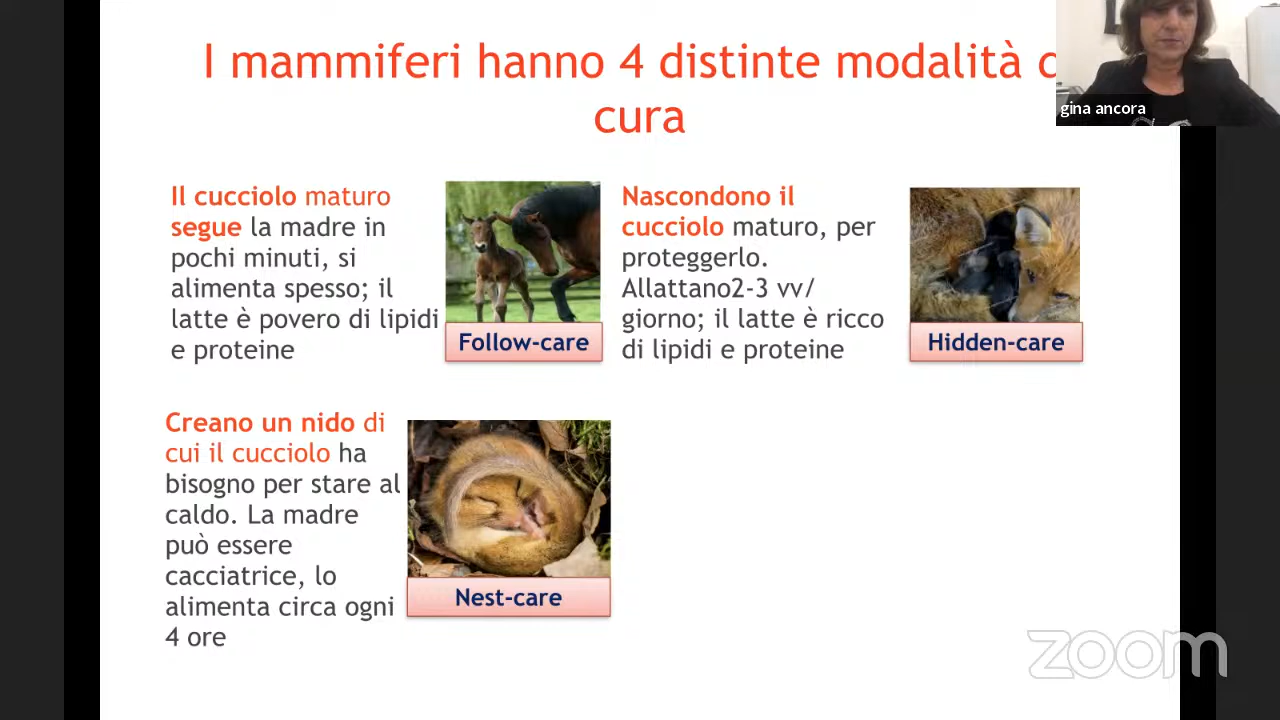 I mammiferi hanno 4 distinte modalità
cura
gina ancora
Il cucciolo maturo
segue la madre in
pochi minuti, si
alimenta spesso; il
latte è povero di lipidi
e proteine
Follow-care
Nascondono il
cucciolo maturo, per
proteggerlo.
Allattano2-3 vv/
giorno; il latte è ricco
di lipidi e proteine
Hidden-care
Creano un nido di
cui il cucciolo ha
bisogno per stare al
caldo. La madre
può essere
cacciatrice, lo
alimenta circa ogni
4 ore
Nest-care
zoom